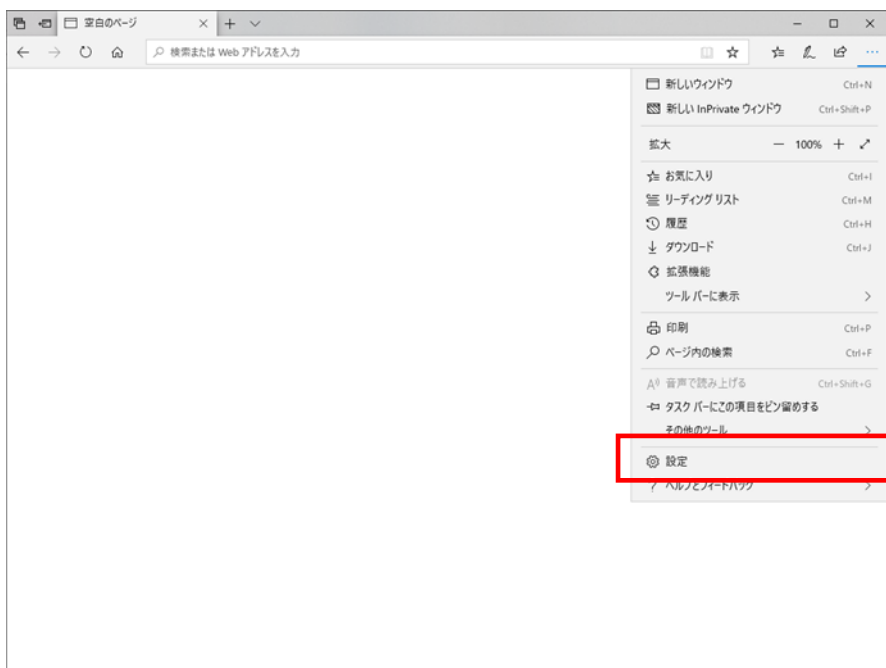 空白のページ
検索または Web アドレスを入力
新しいウィンドウ Ctrl+N
新しい InPrivate ウィンドウ Ctrl+Shift+P
拡大 100%
お気に入り Ctrl+I
リーディング リスト Ctrl+M
履歴 Ctrl+H
ダウンロード Ctrl+J
拡張機能
ツール バーに表示
印刷 Ctrl+P
ページ内の検索 Ctrl+F
音声で読み上げる Ctrl+Shift+G
タスク バーにこの項目をピン留めする
その他のツール
設定
ヘルプとフィードバック